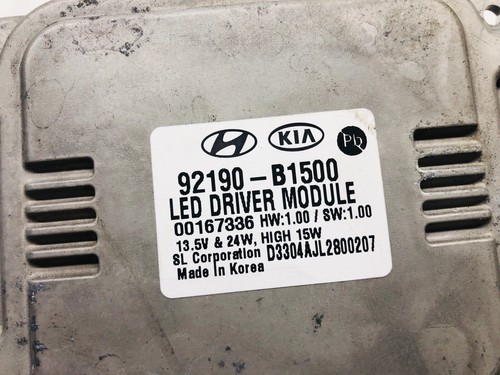 KIA Pb
92190-B1500
LED DRIVER MODULE
00167336 HW:1.00 / SW:1.00
13.5V & 24W, HIGH 15W
SL Corporation D3304AJL2800207
Made in Korea